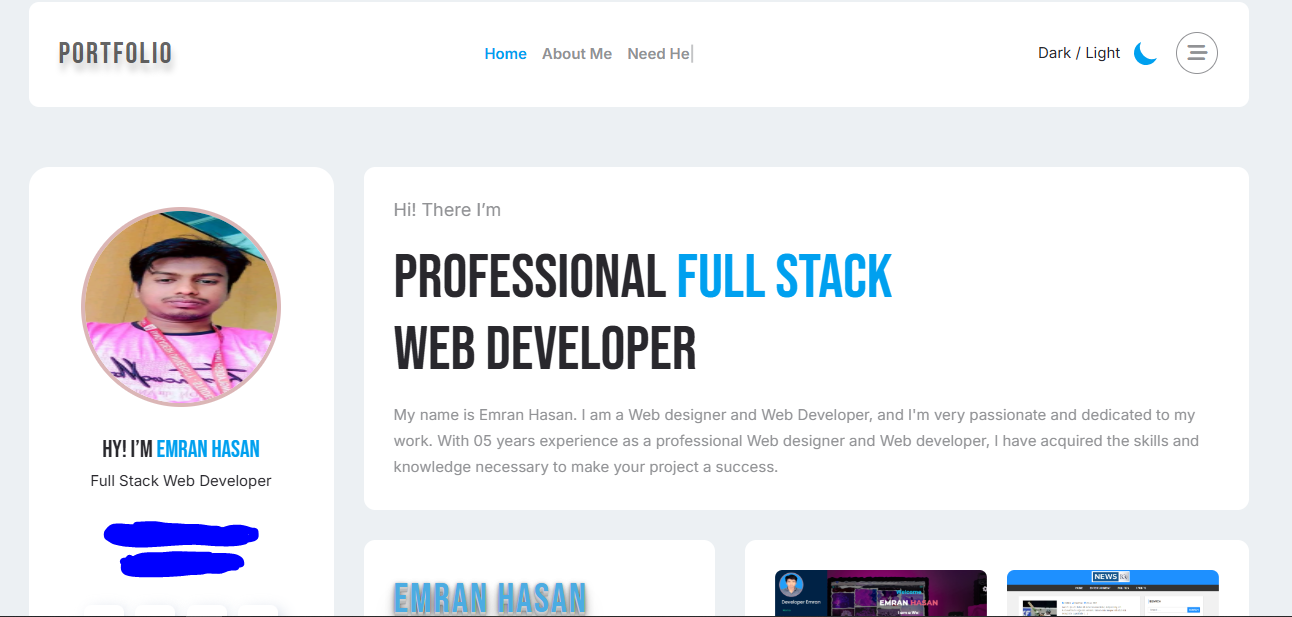 PORTFOLIO
Home About Me Need He
Dark / Light
HY! I'M EMRAN HASAN
Full Stack Web Developer
Hi! There I’m
PROFESSIONAL FULL STACK
WEB DEVELOPER
My name is Emran Hasan. I am a Web designer and Web Developer, and I'm very passionate and dedicated to my
work. With 05 years experience as a professional Web designer and Web developer, I have acquired the skills and
knowledge necessary to make your project a success.
EMRAN HASAN
Developer Emran
Welcome
EMRAN HASAN
NEWS